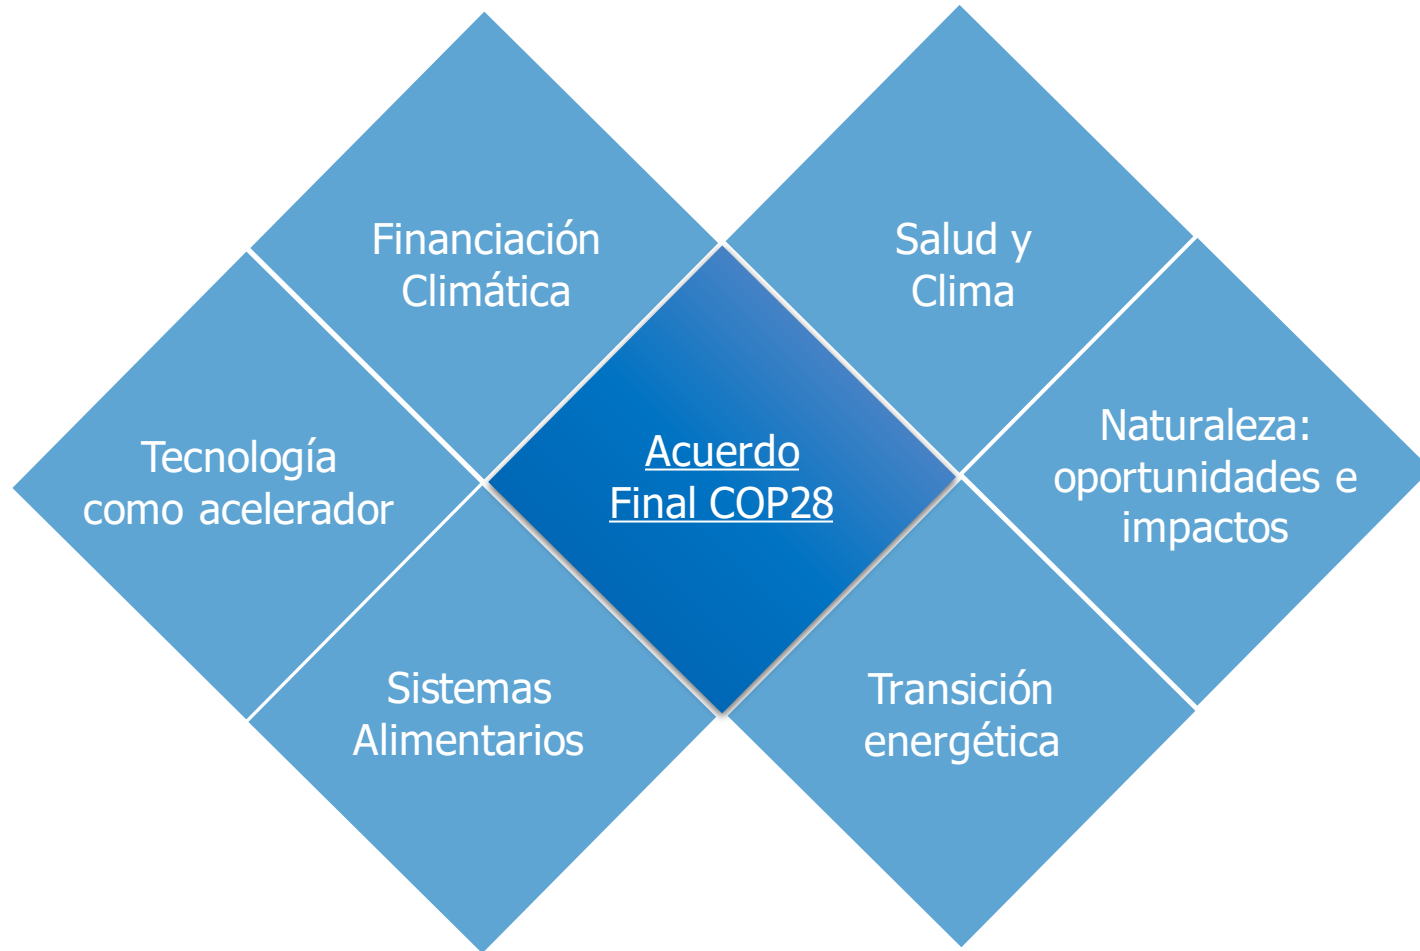 Financiación
Climática
Salud y
Clima
Tecnología
como acelerador
Acuerdo
Final COP28
Naturaleza:
oportunidades e
impactos
Sistemas
Alimentarios
Transición
energética